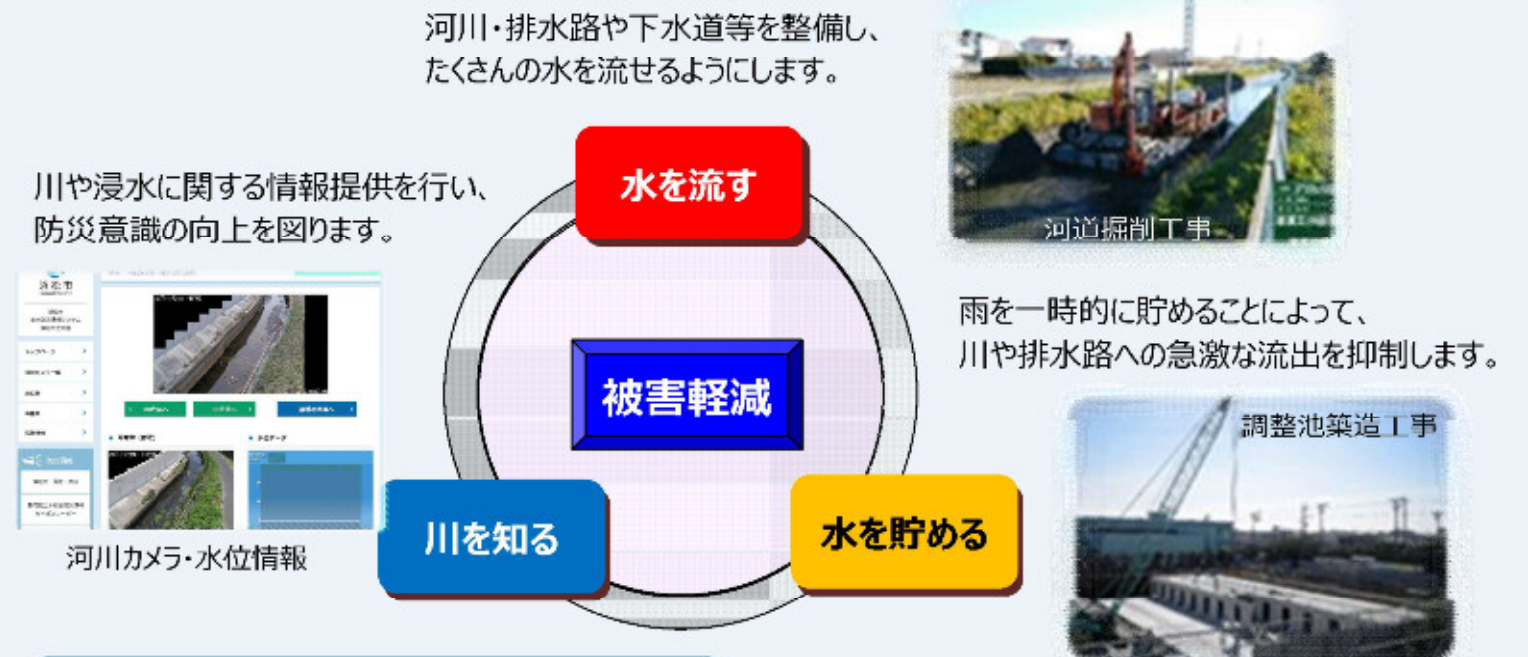 河川・排水路や下水道等を整備し、
たくさんの水を流せるようにします。
河道掘削工事
水を流す
川や浸水に関する情報提供を行い、
防災意識の向上を図ります。
浜松市
河川カメラ・水位情報
被害軽減
雨を一時的に貯めることによって、
川や排水路への急激な流出を抑制します。
調整池築造工事
川を知る
水を貯める